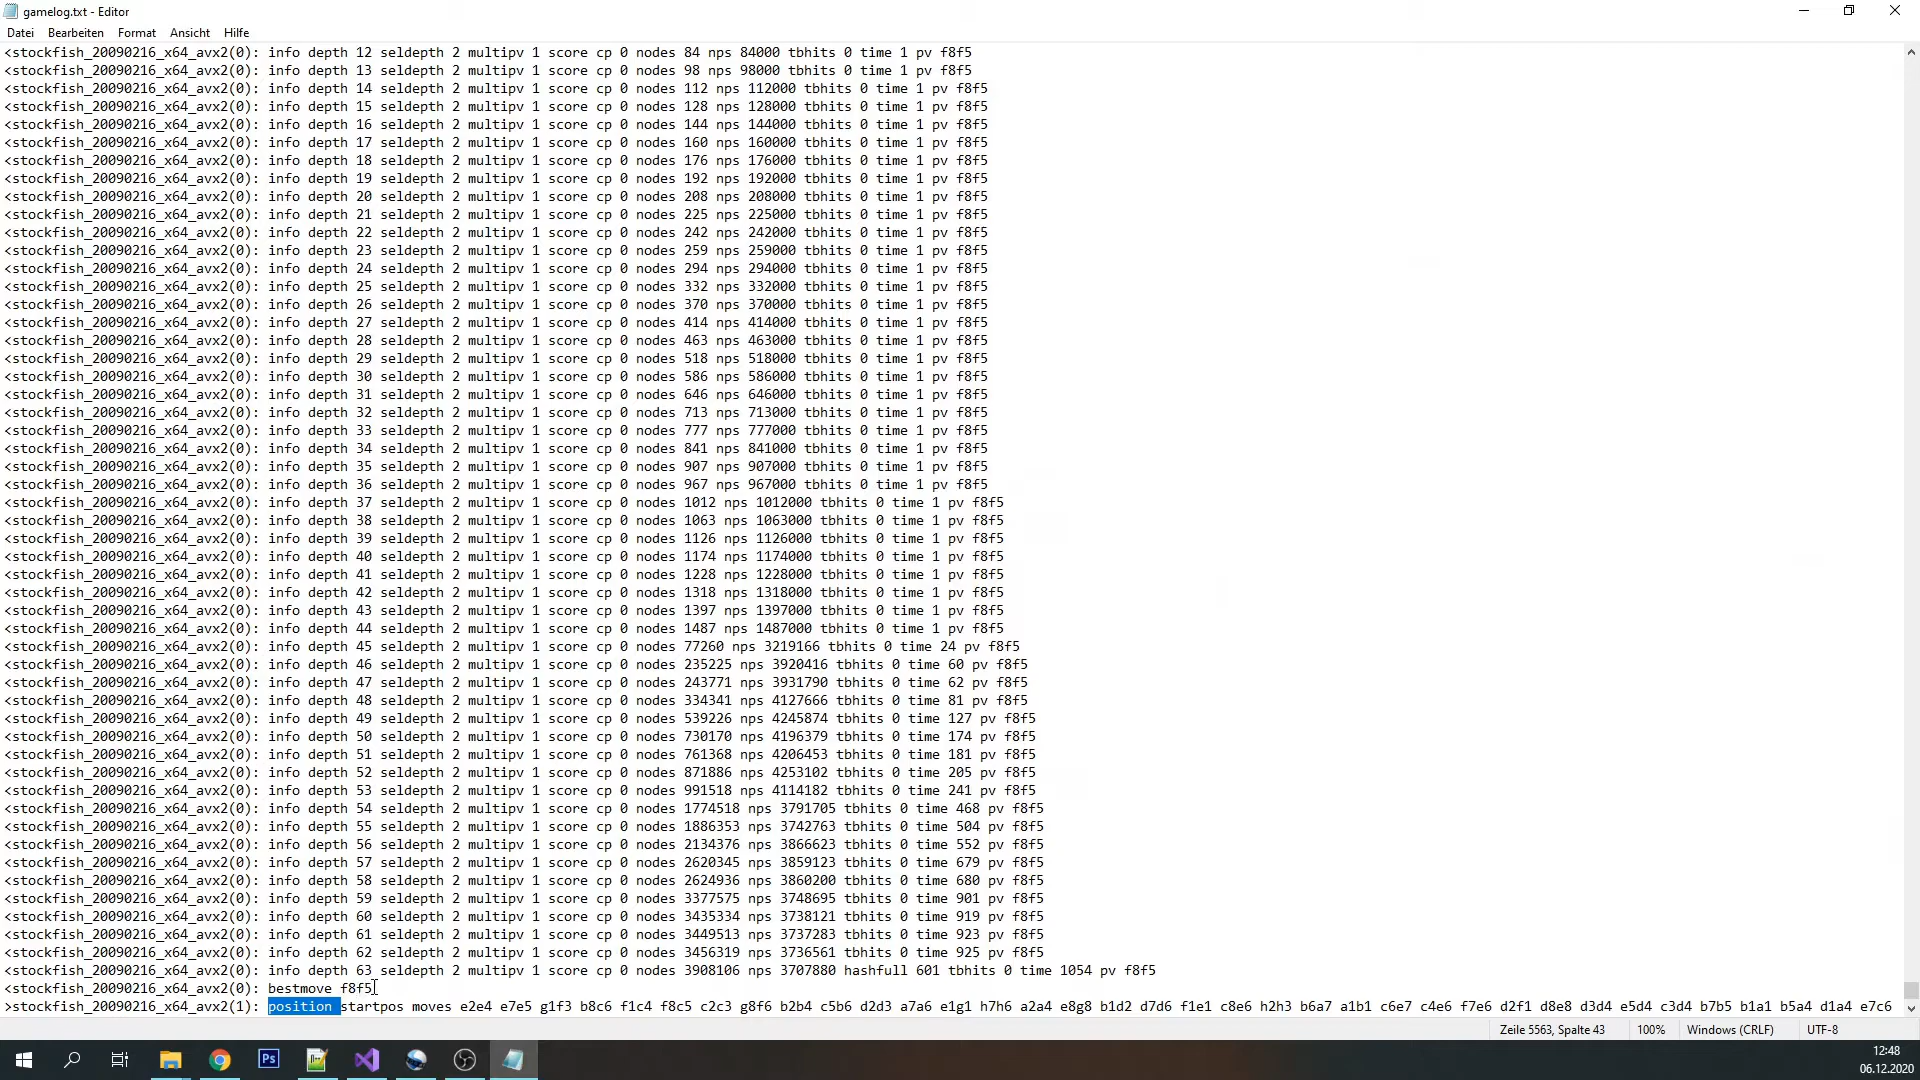 gamelog.txt - Editor
Datei Bearbeiten Format Ansicht Hilfe
<stockfish_20090216_x64_avx2(0): info depth 12 seldepth 2 multipv 1 score cp 0 nodes 84 nps 84000 tbhits 0 time 1 pv f8f5
<stockfish_20090216_x64_avx2(0): info depth 13 seldepth 2 multipv 1 score cp 0 nodes 98 nps 98000 tbhits 0 time 1 pv f8f5
<stockfish_20090216_x64_avx2(0): info depth 14 seldepth 2 multipv 1 score cp 0 nodes 112 nps 112000 tbhits 0 time 1 pv f8f5
<stockfish_20090216_x64_avx2(0): info depth 15 seldepth 2 multipv 1 score cp 0 nodes 128 nps 128000 tbhits 0 time 1 pv f8f5
<stockfish_20090216_x64_avx2(0): info depth 16 seldepth 2 multipv 1 score cp 0 nodes 144 nps 144000 tbhits 0 time 1 pv f8f5
<stockfish_20090216_x64_avx2(0): info depth 17 seldepth 2 multipv 1 score cp 0 nodes 160 nps 160000 tbhits 0 time 1 pv f8f5
<stockfish_20090216_x64_avx2(0): info depth 18 seldepth 2 multipv 1 score cp 0 nodes 176 nps 176000 tbhits 0 time 1 pv f8f5
<stockfish_20090216_x64_avx2(0): info depth 19 seldepth 2 multipv 1 score cp 0 nodes 192 nps 192000 tbhits 0 time 1 pv f8f5
<stockfish_20090216_x64_avx2(0): info depth 20 seldepth 2 multipv 1 score cp 0 nodes 208 nps 208000 tbhits 0 time 1 pv f8f5
<stockfish_20090216_x64_avx2(0): info depth 21 seldepth 2 multipv 1 score cp 0 nodes 225 nps 225000 tbhits 0 time 1 pv f8f5
<stockfish_20090216_x64_avx2(0): info depth 22 seldepth 2 multipv 1 score cp 0 nodes 242 nps 242000 tbhits 0 time 1 pv f8f5
<stockfish_20090216_x64_avx2(0): info depth 23 seldepth 2 multipv 1 score cp 0 nodes 259 nps 259000 tbhits 0 time 1 pv f8f5
<stockfish_20090216_x64_avx2(0): info depth 24 seldepth 2 multipv 1 score cp 0 nodes 294 nps 294000 tbhits 0 time 1 pv f8f5
<stockfish_20090216_x64_avx2(0): info depth 25 seldepth 2 multipv 1 score cp 0 nodes 332 nps 332000 tbhits 0 time 1 pv f8f5
<stockfish_20090216_x64_avx2(0): info depth 26 seldepth 2 multipv 1 score cp 0 nodes 370 nps 370000 tbhits 0 time 1 pv f8f5
<stockfish_20090216_x64_avx2(0): info depth 27 seldepth 2 multipv 1 score cp 0 nodes 414 nps 414000 tbhits 0 time 1 pv f8f5
<stockfish_20090216_x64_avx2(0): info depth 28 seldepth 2 multipv 1 score cp 0 nodes 463 nps 463000 tbhits 0 time 1 pv f8f5
<stockfish_20090216_x64_avx2(0): info depth 29 seldepth 2 multipv 1 score cp 0 nodes 518 nps 518000 tbhits 0 time 1 pv f8f5
<stockfish_20090216_x64_avx2(0): info depth 30 seldepth 2 multipv 1 score cp 0 nodes 586 nps 586000 tbhits 0 time 1 pv f8f5
<stockfish_20090216_x64_avx2(0): info depth 31 seldepth 2 multipv 1 score cp 0 nodes 646 nps 646000 tbhits 0 time 1 pv f8f5
<stockfish_20090216_x64_avx2(0): info depth 32 seldepth 2 multipv 1 score cp 0 nodes 713 nps 713000 tbhits 0 time 1 pv f8f5
<stockfish_20090216_x64_avx2(0): info depth 33 seldepth 2 multipv 1 score cp 0 nodes 777 nps 777000 tbhits 0 time 1 pv f8f5
<stockfish_20090216_x64_avx2(0): info depth 34 seldepth 2 multipv 1 score cp 0 nodes 841 nps 841000 tbhits 0 time 1 pv f8f5
<stockfish_20090216_x64_avx2(0): info depth 35 seldepth 2 multipv 1 score cp 0 nodes 907 nps 907000 tbhits 0 time 1 pv f8f5
<stockfish_20090216_x64_avx2(0): info depth 36 seldepth 2 multipv 1 score cp 0 nodes 967 nps 967000 tbhits 0 time 1 pv f8f5
<stockfish_20090216_x64_avx2(0): info depth 37 seldepth 2 multipv 1 score cp 0 nodes 1012 nps 1012000 tbhits 0 time 1 pv f8f5
<stockfish_20090216_x64_avx2(0): info depth 38 seldepth 2 multipv 1 score cp 0 nodes 1063 nps 1063000 tbhits 0 time 1 pv f8f5
<stockfish_20090216_x64_avx2(0): info depth 39 seldepth 2 multipv 1 score cp 0 nodes 1126 nps 1126000 tbhits 0 time 1 pv f8f5
<stockfish_20090216_x64_avx2(0): info depth 40 seldepth 2 multipv 1 score cp 0 nodes 1174 nps 1174000 tbhits 0 time 1 pv f8f5
<stockfish_20090216_x64_avx2(0): info depth 41 seldepth 2 multipv 1 score cp 0 nodes 1228 nps 1228000 tbhits 0 time 1 pv f8f5
<stockfish_20090216_x64_avx2(0): info depth 42 seldepth 2 multipv 1 score cp 0 nodes 1318 nps 1318000 tbhits 0 time 1 pv f8f5
<stockfish_20090216_x64_avx2(0): info depth 43 seldepth 2 multipv 1 score cp 0 nodes 1397 nps 1397000 tbhits 0 time 1 pv f8f5
<stockfish_20090216_x64_avx2(0): info depth 44 seldepth 2 multipv 1 score cp 0 nodes 1487 nps 1487000 tbhits 0 time 1 pv f8f5
<stockfish_20090216_x64_avx2(0): info depth 45 seldepth 2 multipv 1 score cp 0 nodes 77260 nps 3219166 tbhits 0 time 24 pv f8f5
<stockfish_20090216_x64_avx2(0): info depth 46 seldepth 2 multipv 1 score cp 0 nodes 235225 nps 3920416 tbhits 0 time 60 pv f8f5
<stockfish_20090216_x64_avx2(0): info depth 47 seldepth 2 multipv 1 score cp 0 nodes 243771 nps 3931790 tbhits 0 time 62 pv f8f5
<stockfish_20090216_x64_avx2(0): info depth 48 seldepth 2 multipv 1 score cp 0 nodes 334341 nps 4127666 tbhits 0 time 81 pv f8f5
<stockfish_20090216_x64_avx2(0): info depth 49 seldepth 2 multipv 1 score cp 0 nodes 539226 nps 4245874 tbhits 0 time 127 pv f8f5
<stockfish_20090216_x64_avx2(0): info depth 50 seldepth 2 multipv 1 score cp 0 nodes 730170 nps 4196379 tbhits 0 time 174 pv f8f5
<stockfish_20090216_x64_avx2(0): info depth 51 seldepth 2 multipv 1 score cp 0 nodes 761368 nps 4206453 tbhits 0 time 181 pv f8f5
<stockfish_20090216_x64_avx2(0): info depth 52 seldepth 2 multipv 1 score cp 0 nodes 871886 nps 4253102 tbhits 0 time 205 pv f8f5
<stockfish_20090216_x64_avx2(0): info depth 53 seldepth 2 multipv 1 score cp 0 nodes 991518 nps 4114182 tbhits 0 time 241 pv f8f5
<stockfish_20090216_x64_avx2(0): info depth 54 seldepth 2 multipv 1 score cp 0 nodes 1774518 nps 3791705 tbhits 0 time 468 pv f8f5
<stockfish_20090216_x64_avx2(0): info depth 55 seldepth 2 multipv 1 score cp 0 nodes 1886353 nps 3742763 tbhits 0 time 504 pv f8f5
<stockfish_20090216_x64_avx2(0): info depth 56 seldepth 2 multipv 1 score cp 0 nodes 2134376 nps 3866623 tbhits 0 time 552 pv f8f5
<stockfish_20090216_x64_avx2(0): info depth 57 seldepth 2 multipv 1 score cp 0 nodes 2620345 nps 3859123 tbhits 0 time 679 pv f8f5
<stockfish_20090216_x64_avx2(0): info depth 58 seldepth 2 multipv 1 score cp 0 nodes 2624936 nps 3860200 tbhits 0 time 680 pv f8f5
<stockfish_20090216_x64_avx2(0): info depth 59 seldepth 2 multipv 1 score cp 0 nodes 3377575 nps 3748695 tbhits 0 time 901 pv f8f5
<stockfish_20090216_x64_avx2(0): info depth 60 seldepth 2 multipv 1 score cp 0 nodes 3435334 nps 3738121 tbhits 0 time 919 pv f8f5
<stockfish_20090216_x64_avx2(0): info depth 61 seldepth 2 multipv 1 score cp 0 nodes 3449513 nps 3737283 tbhits 0 time 923 pv f8f5
<stockfish_20090216_x64_avx2(0): info depth 62 seldepth 2 multipv 1 score cp 0 nodes 3456319 nps 3736561 tbhits 0 time 925 pv f8f5
<stockfish_20090216_x64_avx2(0): info depth 63 seldepth 2 multipv 1 score cp 0 nodes 3908106 nps 3707880 hashfull 601 tbhits 0 time 1054 pv f8f5
<stockfish_20090216_x64_avx2(0): bestmove f8f5
>stockfish_20090216_x64_avx2(1): position startpos moves e2e4 e7e5 g1f3 b8c6 f1c4 f8c5 c2c3 g8f6 b2b4 c5b6 d2d3 a7a6 e1g1 h7h6 a2a4 e8g8 b1d2 d7d6 f1e1 c8e6 h2h3 b6a7 a1b1 c6e7 c4e6 f7e6 d2f1 d8e8 d3d4 e5d4 c3d4 b7b5 b1a1 b5a4 d1a4 e7c6
Zeile 5563, Spalte 43 100% Windows (CRLF) UTF-8
Ps
12:48
06.12.2020